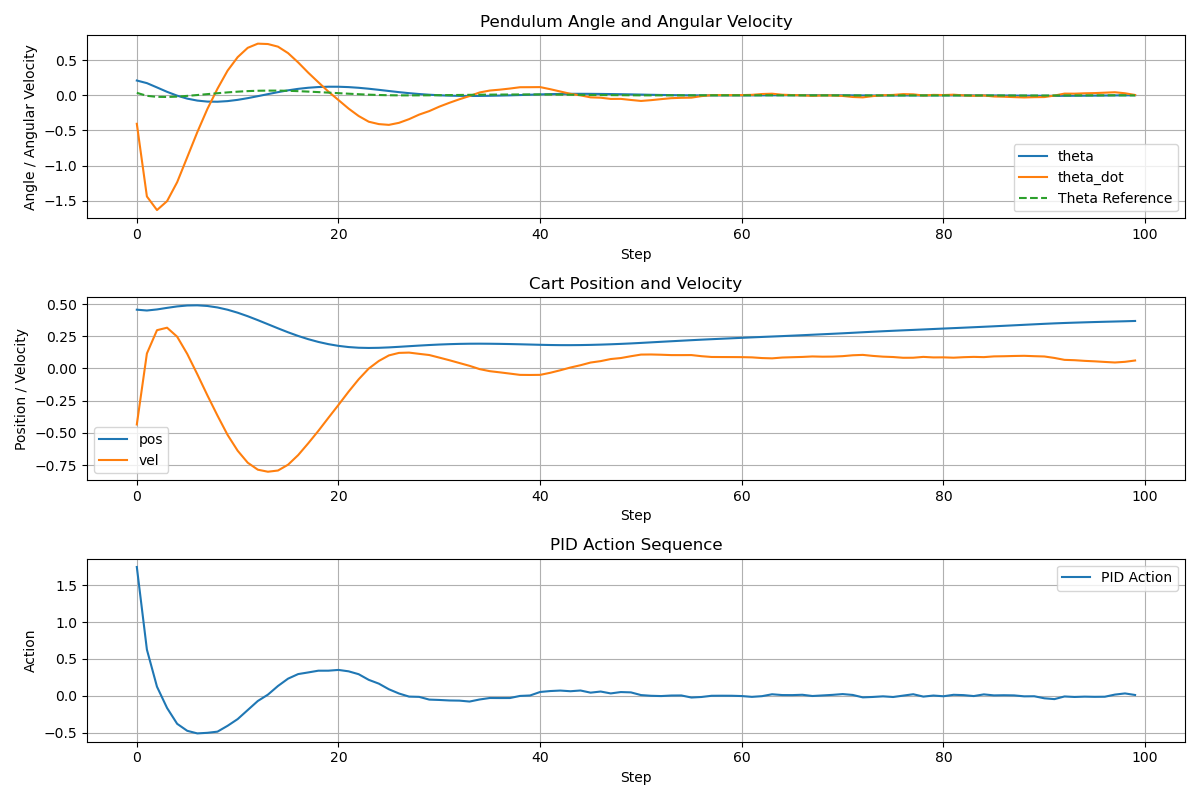 Pendulum Angle and Angular Velocity
Angle / Angular Velocity
0.5
0.0
−0.5
−1.0
−1.5
theta
theta_dot
Theta Reference
0 20 40 60 80 100
Step
Cart Position and Velocity
Position / Velocity
0.50
0.25
0.00
−0.25
−0.50
−0.75
pos
vel
0 20 40 60 80 100
Step
PID Action Sequence
Action
1.5
1.0
0.5
0.0
−0.5
PID Action
0 20 40 60 80 100
Step